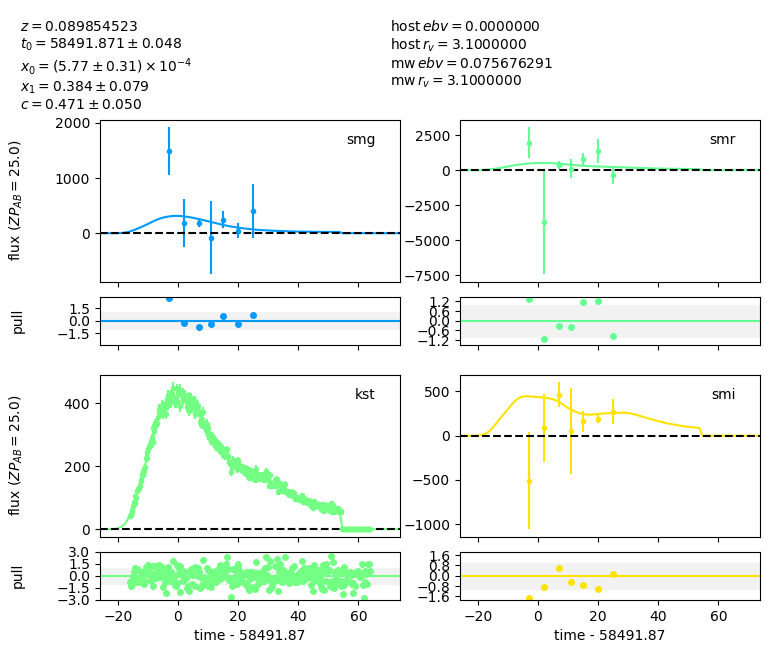 z = 0.089854523
t₀ = 58491.871 ± 0.048
x₀ = (5.77 ± 0.31) × 10⁻⁴
x₁ = 0.384 ± 0.079
c = 0.471 ± 0.050
host ebv = 0.0000000
host r_v = 3.1000000
mw ebv = 0.075676291
mw r_v = 3.1000000
flux (ZP_AB = 25.0)
2000
1000
0
smg
2500
0
−2500
−5000
−7500
smr
pull
1.5
0.0
−1.5
1.2
0.6
0.0
−0.6
−1.2
flux (ZP_AB = 25.0)
400
200
0
kst
500
0
−500
−1000
smi
pull
3.0
1.5
0.0
−1.5
−3.0
1.6
0.8
0.0
−0.8
−1.6
−20 0 20 40 60
−20 0 20 40 60
time - 58491.87
time - 58491.87